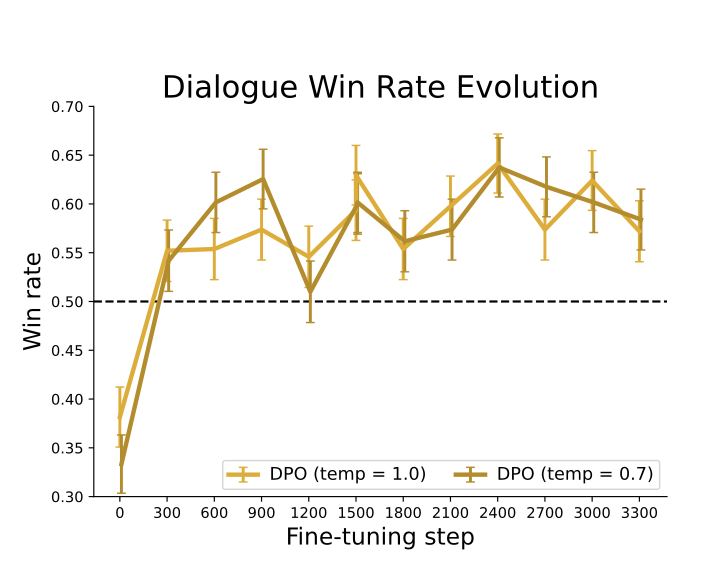 Dialogue Win Rate Evolution
0.70
0.65
0.60
0.55
0.50
0.45
0.40
0.35
0.30
Win rate
DPO (temp = 1.0) DPO (temp = 0.7)
0 300 600 900 1200 1500 1800 2100 2400 2700 3000 3300
Fine-tuning step